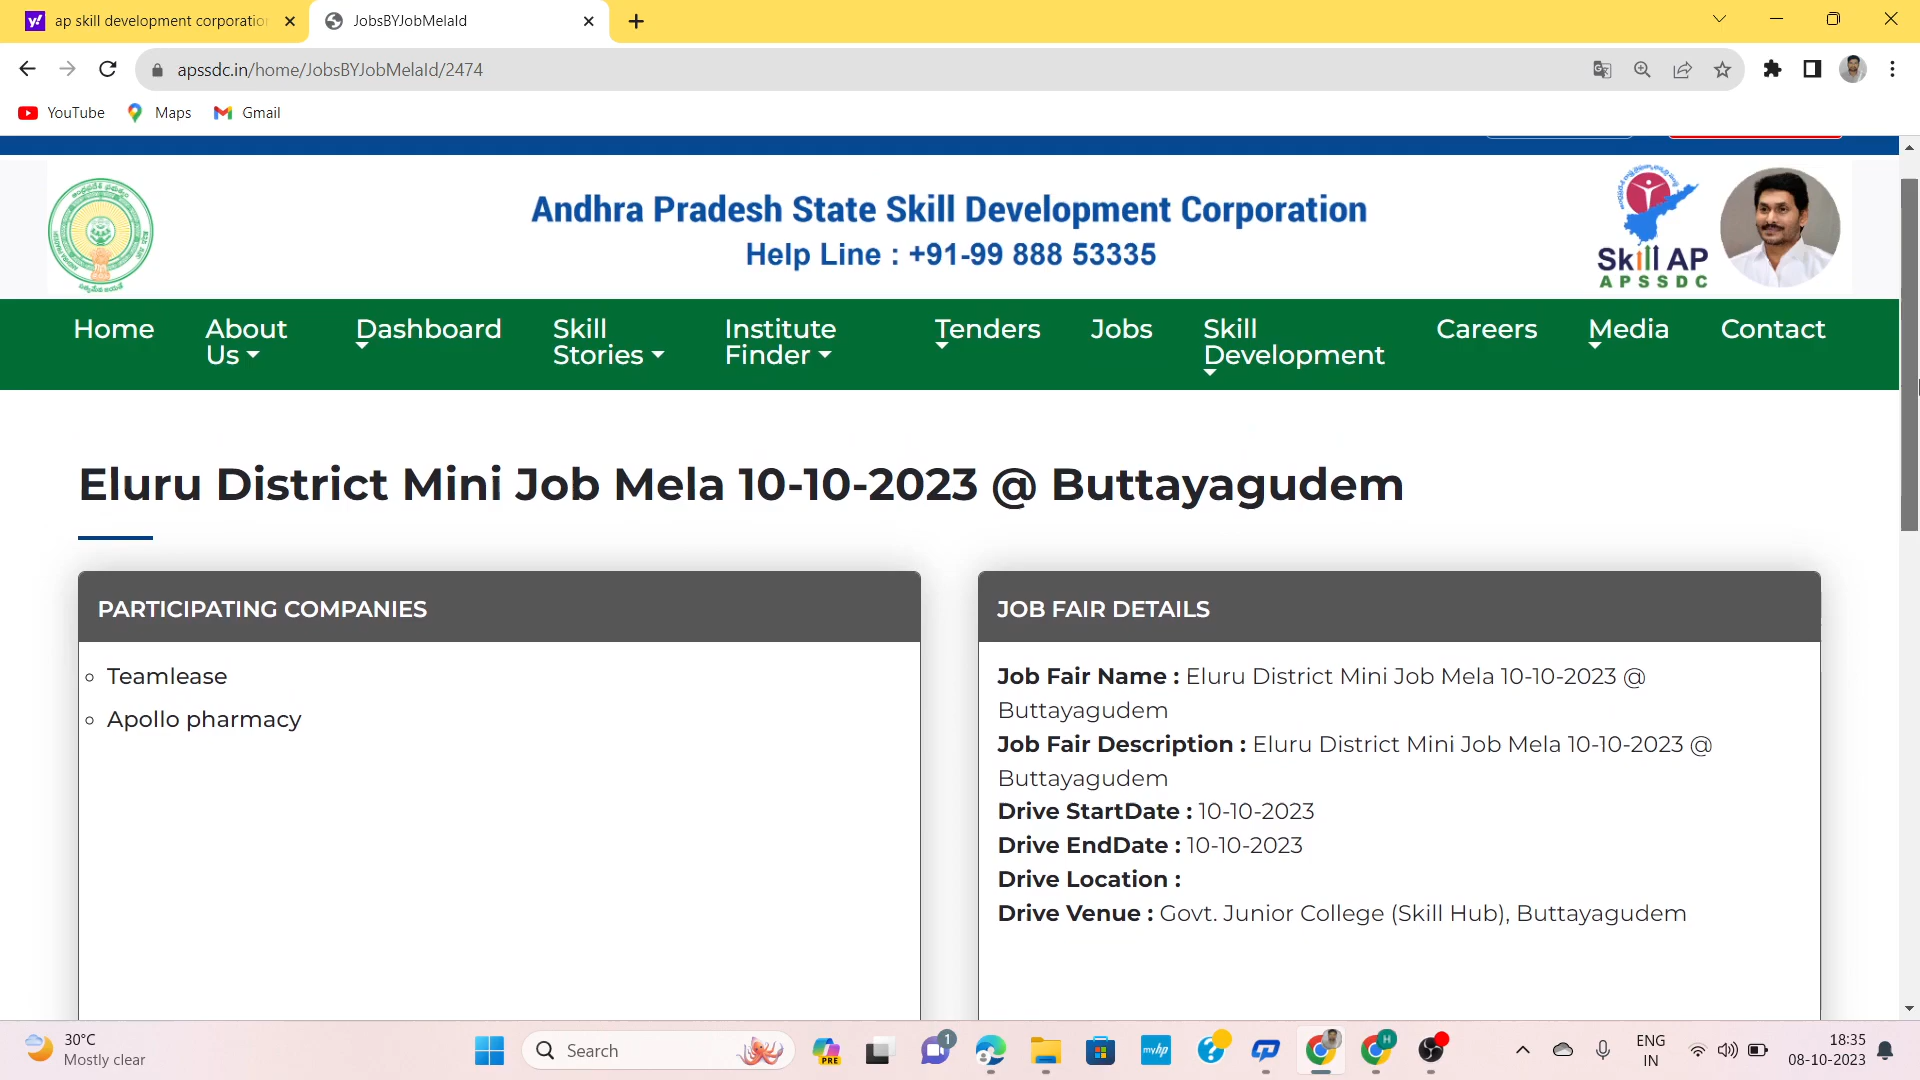 ap skill development corporatio
JobsBYJobMelaId
apssdc.in/home/JobsBYJobMelaId/2474
YouTube
Maps
Gmail
Andhra Pradesh State Skill Development Corporation
Help Line : +91-99 888 53335
Skill AP
APSSDC
Home
About Us
Dashboard
Skill Stories
Institute Finder
Tenders
Jobs
Skill Development
Careers
Media
Contact
Eluru District Mini Job Mela 10-10-2023 @ Buttayagudem
PARTICIPATING COMPANIES
Teamlease
Apollo pharmacy
JOB FAIR DETAILS
Job Fair Name : Eluru District Mini Job Mela 10-10-2023 @
Buttayagudem
Job Fair Description : Eluru District Mini Job Mela 10-10-2023 @
Buttayagudem
Drive StartDate : 10-10-2023
Drive EndDate : 10-10-2023
Drive Location :
Drive Venue : Govt. Junior College (Skill Hub), Buttayagudem
30°C
Mostly clear
Search
PRE
1
myhp
H
ENG
IN
18:35
08-10-2023